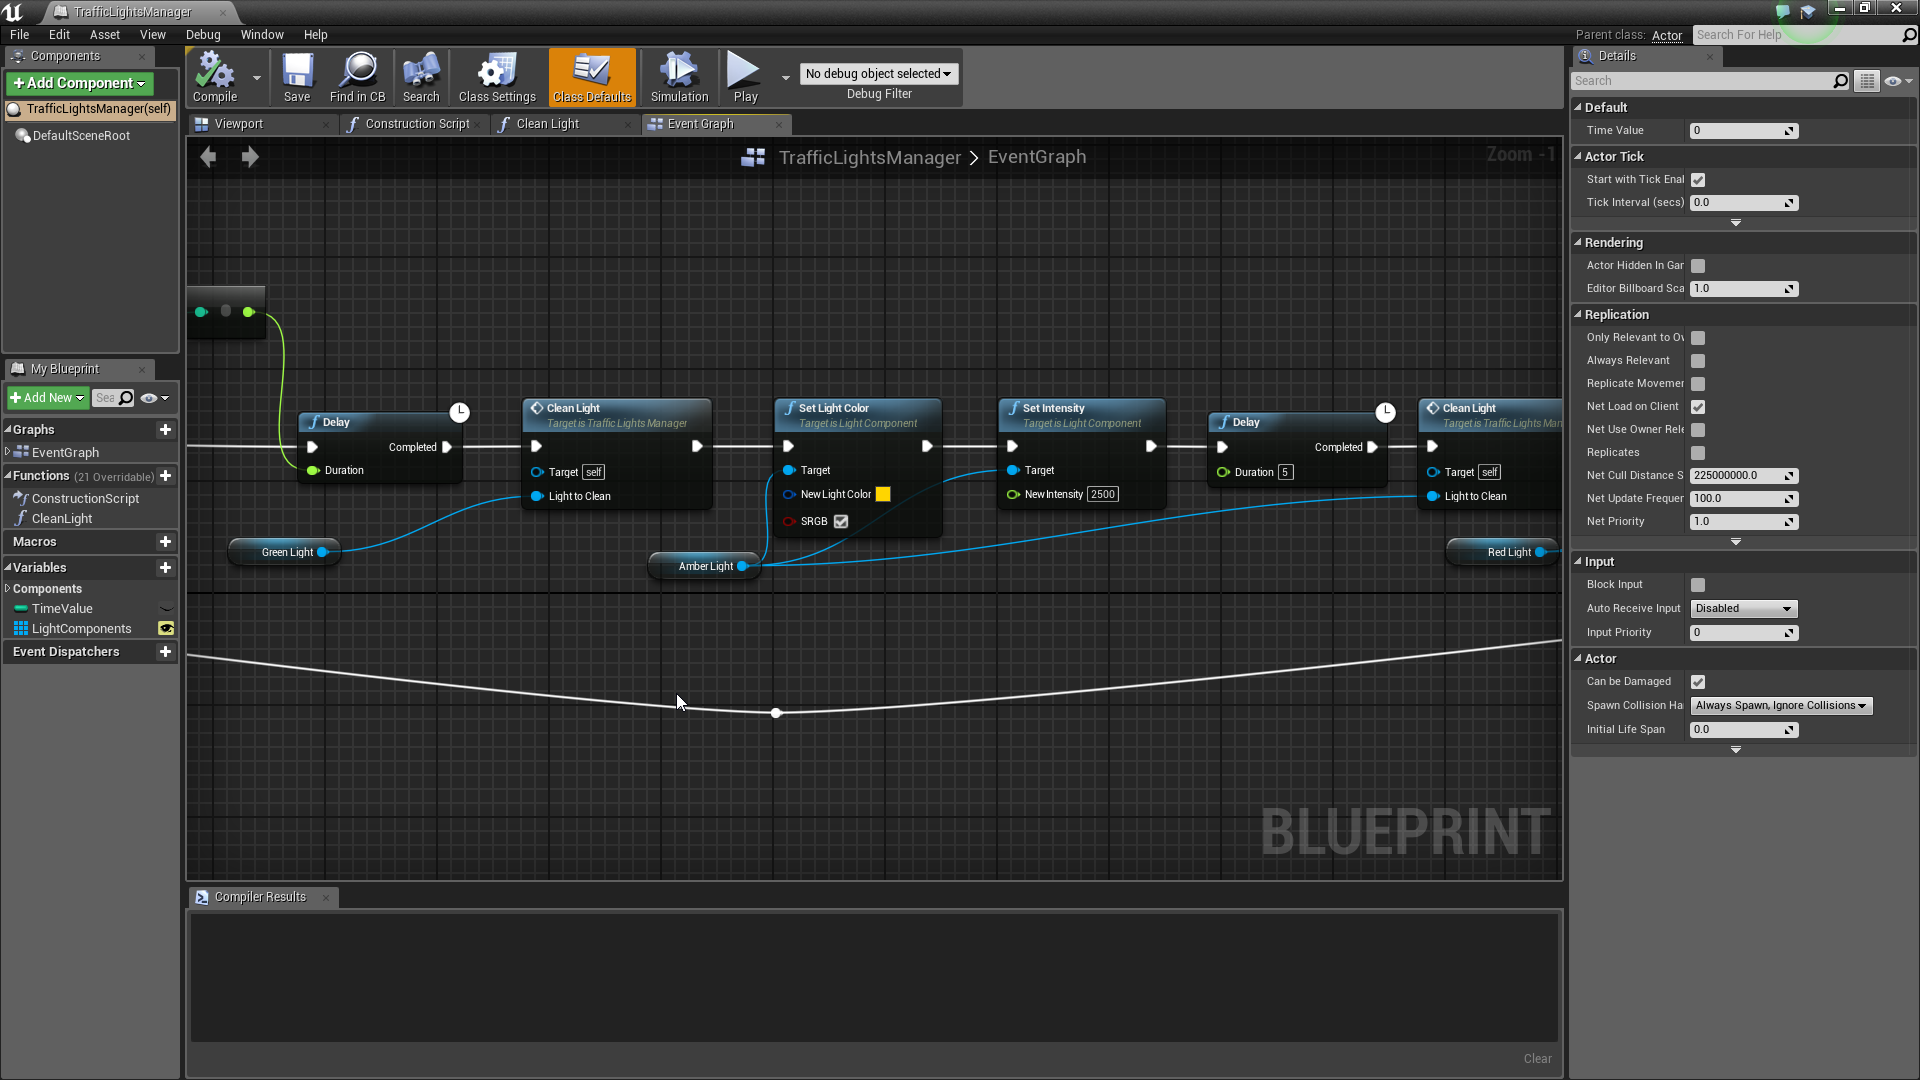 TrafficLightsManager
File Edit Asset View Debug Window Help
Parent class: Actor
Search For Help
Components
+ Add Component
TrafficLightsManager(self)
DefaultSceneRoot
Compile
Save
Find in CB
Search
Class Settings
Class Defaults
Simulation
Play
No debug object selected
Debug Filter
Viewport
Construction Script
Clean Light
Event Graph
TrafficLightsManager > EventGraph
Zoom -1
Delay
Completed
Duration
Clean Light
Target is Traffic Lights Manager
Target self
Light to Clean
Set Light Color
Target is Light Component
Target
New Light Color
SRGB
Set Intensity
Target is Light Component
Target
New Intensity 2500
Delay
Completed
Duration 5
Clean Light
Target is Traffic Lights Man
Target self
Light to Clean
Green Light
Amber Light
Red Light
BLUEPRINT
My Blueprint
+ Add New
Sea
Graphs
EventGraph
Functions (21 Overridable)
ConstructionScript
CleanLight
Macros
Variables
Components
TimeValue
LightComponents
Event Dispatchers
Compiler Results
Clear
Details
Search
Default
Time Value 0
Actor Tick
Start with Tick Enal
Tick Interval (secs) 0.0
Rendering
Actor Hidden In Gar
Editor Billboard Sca 1.0
Replication
Only Relevant to Ov
Always Relevant
Replicate Movemer
Net Load on Client
Net Use Owner Rele
Replicates
Net Cull Distance S 225000000.0
Net Update Frequer 100.0
Net Priority 1.0
Input
Block Input
Auto Receive Input Disabled
Input Priority 0
Actor
Can be Damaged
Spawn Collision Ha Always Spawn, Ignore Collisions
Initial Life Span 0.0